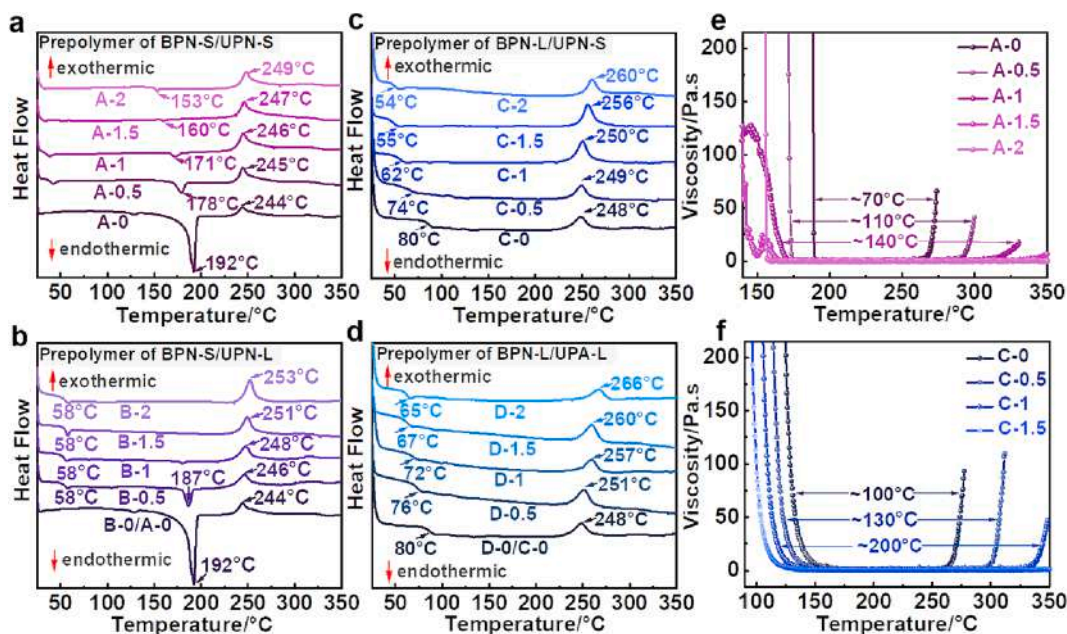 a
Prepolymer of BPN-S/UPN-S
exothermic
249°C
153°C
A-2
247°C
160°C
A-1.5
246°C
171°C
A-1
245°C
178°C
A-0.5
244°C
A-0
endothermic
192°C
Heat Flow
50 100 150 200 250 300 350
Temperature/°C
c
Prepolymer of BPN-L/UPN-S
exothermic
260°C
54°C
C-2
256°C
55°C
C-1.5
250°C
62°C
C-1
249°C
74°C
C-0.5
248°C
80°C
C-0
endothermic
Heat Flow
50 100 150 200 250 300 350
Temperature/°C
e
A-0
A-0.5
A-1
A-1.5
A-2
~70°C
~110°C
~140°C
Viscosity/Pa.s
200
150
100
50
0
150 200 250 300 350
Temperature/°C
b
Prepolymer of BPN-S/UPN-L
exothermic
253°C
58°C
B-2
251°C
58°C
B-1.5
248°C
58°C
B-1
187°C
246°C
58°C
B-0.5
244°C
B-0/A-0
endothermic
192°C
Heat Flow
50 100 150 200 250 300 350
Temperature/°C
d
Prepolymer of BPN-L/UPA-L
exothermic
266°C
65°C
D-2
260°C
67°C
D-1.5
257°C
72°C
D-1
251°C
76°C
D-0.5
248°C
80°C
D-0/C-0
endothermic
Heat Flow
50 100 150 200 250 300 350
Temperature/°C
f
C-0
C-0.5
C-1
C-1.5
~100°C
~130°C
~200°C
Viscosity/Pa.s
200
150
100
50
0
100 150 200 250 300 350
Temperature/°C